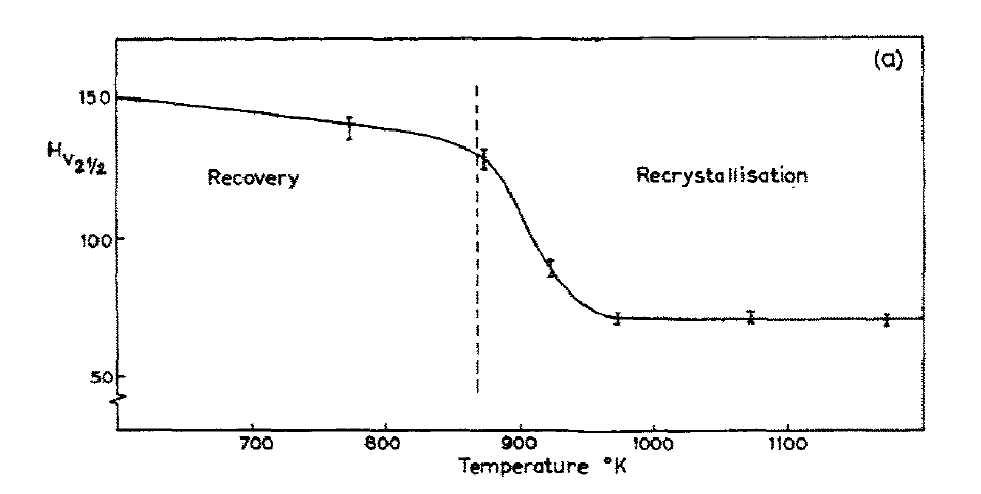 (a)
150
Hv2½
Recovery
Recrystallisation
100
50
700 800 900 1000 1100
Temperature °K